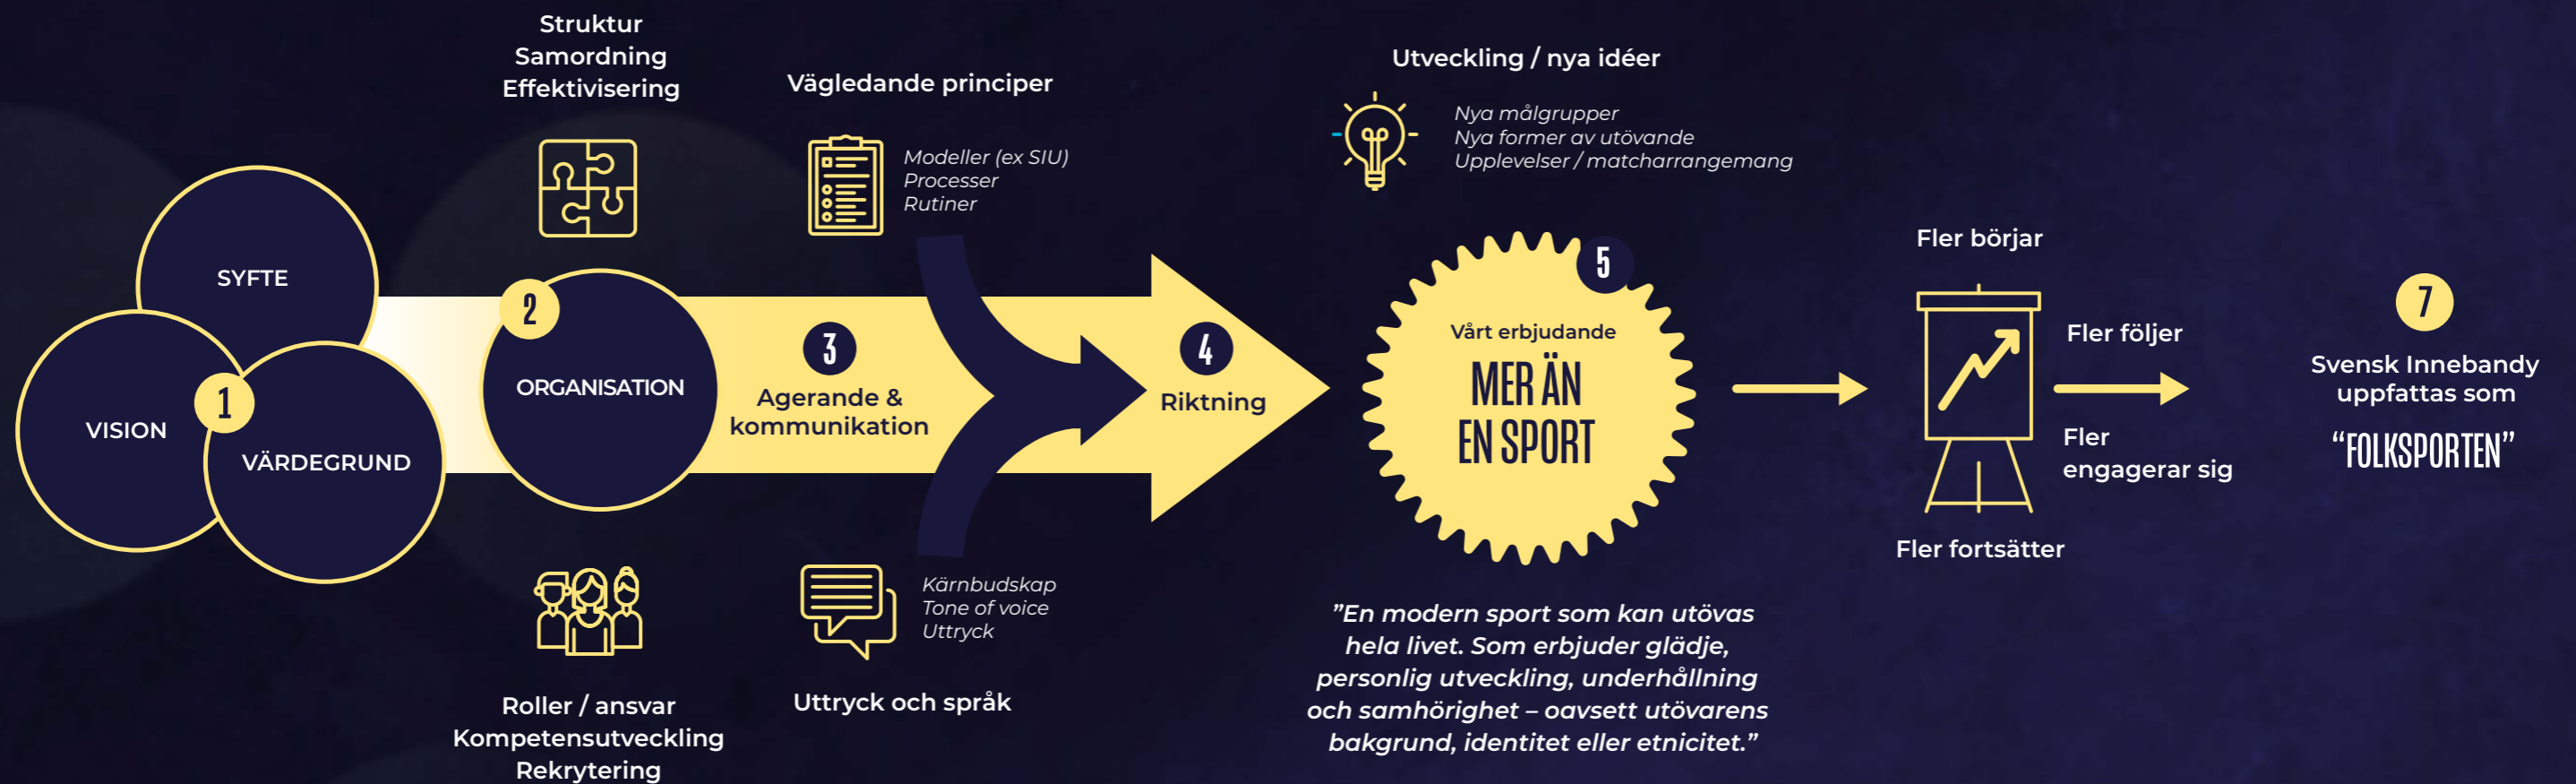 SYFTE
VISION
1
VÄRDEGRUND
Struktur
Samordning
Effektivisering
2
ORGANISATION
Roller / ansvar
Kompetensutveckling
Rekrytering
Vägledande principer
Modeller (ex SIU)
Processer
Rutiner
3
Agerande &
kommunikation
Kärnbudskap
Tone of voice
Uttryck
Uttryck och språk
4
Riktning
Utveckling / nya idéer
Nya målgrupper
Nya former av utövande
Upplevelser / matcharrangemang
5
Vårt erbjudande
MER ÄN
EN SPORT
”En modern sport som kan utövas
hela livet. Som erbjuder glädje,
personlig utveckling, underhållning
och samhörighet – oavsett utövarens
bakgrund, identitet eller etnicitet.”
Fler börjar
Fler följer
Fler
engagerar sig
Fler fortsätter
7
Svensk Innebandy
uppfattas som
“FOLKSPORTEN”